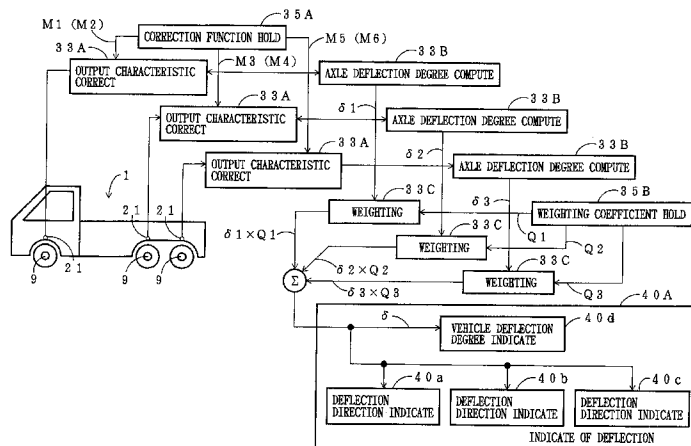 M1 (M2)
35A
CORRECTION FUNCTION HOLD
33A
M5 (M6)
OUTPUT CHARACTERISTIC
CORRECT
M3 (M4)
33B
AXLE DEFLECTION DEGREE COMPUTE
33A
OUTPUT CHARACTERISTIC
CORRECT
δ1
33B
AXLE DEFLECTION DEGREE COMPUTE
33A
OUTPUT CHARACTERISTIC
CORRECT
δ2
33B
AXLE DEFLECTION DEGREE COMPUTE
1
21
21
33C
δ3
35B
WEIGHTING
WEIGHTING COEFFICIENT HOLD
δ1×Q1
33C
Q1
WEIGHTING
Q2
9
21
9
9
δ2×Q2
33C
Σ
WEIGHTING
δ3×Q3
Q3
40A
δ
VEHICLE DEFLECTION
DEGREE INDICATE
40d
40a
40b
40c
DEFLECTION
DIRECTION INDICATE
DEFLECTION
DIRECTION INDICATE
DEFLECTION
DIRECTION INDICATE
INDICATE OF DEFLECTION